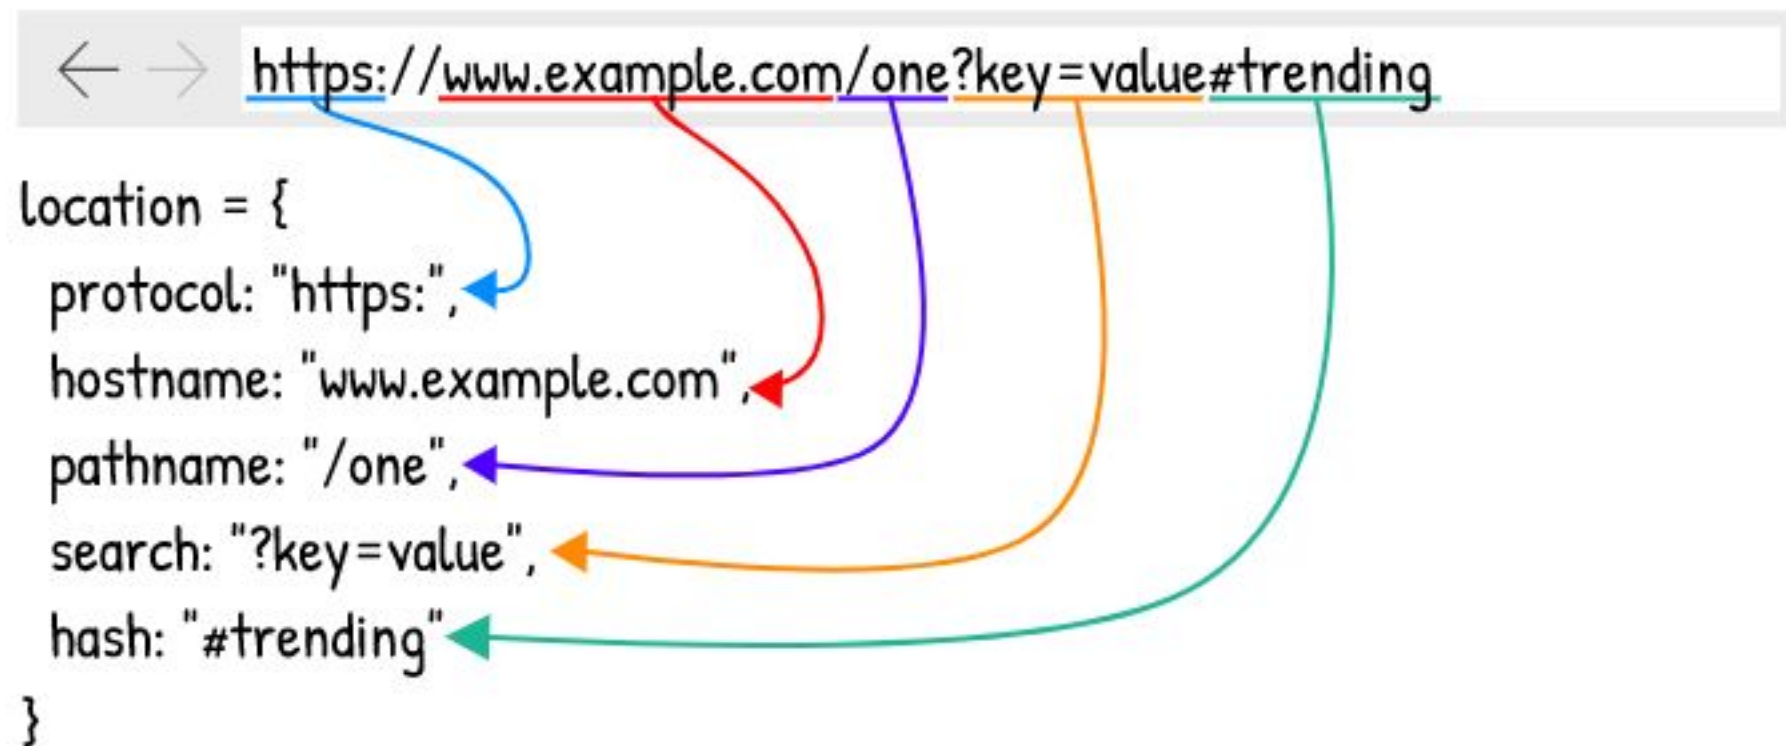 https://www.example.com/one?key=value#trending
location = {
protocol: "https:",
hostname: "www.example.com",
pathname: "/one",
search: "?key=value",
hash: "#trending"
}